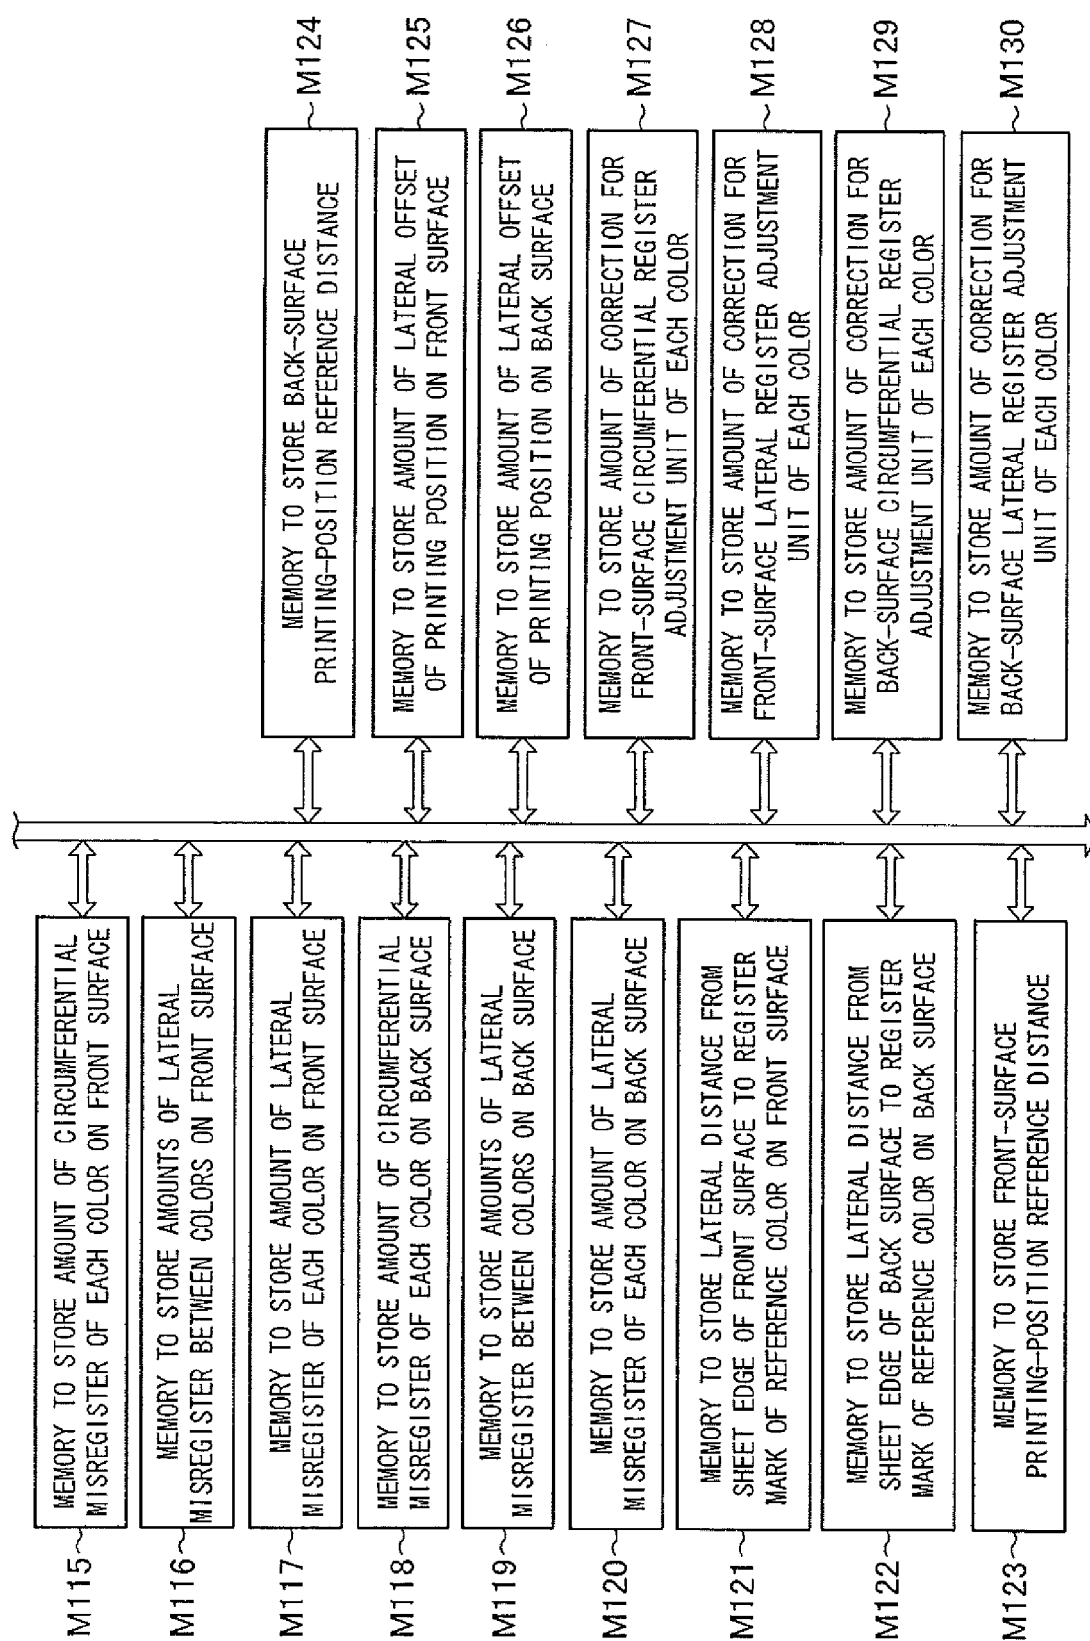 M115
MEMORY TO STORE AMOUNT OF CIRCUMFERENTIAL
MISREGISTER OF EACH COLOR ON FRONT SURFACE
M116
MEMORY TO STORE AMOUNTS OF LATERAL
MISREGISTER BETWEEN COLORS ON FRONT SURFACE
M117
MEMORY TO STORE AMOUNT OF LATERAL
MISREGISTER OF EACH COLOR ON FRONT SURFACE
M118
MEMORY TO STORE AMOUNT OF CIRCUMFERENTIAL
MISREGISTER OF EACH COLOR ON BACK SURFACE
M119
MEMORY TO STORE AMOUNTS OF LATERAL
MISREGISTER BETWEEN COLORS ON BACK SURFACE
M120
MEMORY TO STORE AMOUNT OF LATERAL
MISREGISTER OF EACH COLOR ON BACK SURFACE
M121
MEMORY TO STORE LATERAL DISTANCE FROM
SHEET EDGE OF FRONT SURFACE TO REGISTER
MARK OF REFERENCE COLOR ON FRONT SURFACE
M122
MEMORY TO STORE LATERAL DISTANCE FROM
SHEET EDGE OF BACK SURFACE TO REGISTER
MARK OF REFERENCE COLOR ON BACK SURFACE
M123
MEMORY TO STORE FRONT-SURFACE
PRINTING-POSITION REFERENCE DISTANCE
MEMORY TO STORE BACK-SURFACE
PRINTING-POSITION REFERENCE DISTANCE
M124
MEMORY TO STORE AMOUNT OF LATERAL OFFSET
OF PRINTING POSITION ON FRONT SURFACE
M125
MEMORY TO STORE AMOUNT OF LATERAL OFFSET
OF PRINTING POSITION ON BACK SURFACE
M126
MEMORY TO STORE AMOUNT OF CORRECTION FOR
FRONT-SURFACE CIRCUMFERENTIAL REGISTER
ADJUSTMENT UNIT OF EACH COLOR
M127
MEMORY TO STORE AMOUNT OF CORRECTION FOR
FRONT-SURFACE LATERAL REGISTER ADJUSTMENT
UNIT OF EACH COLOR
M128
MEMORY TO STORE AMOUNT OF CORRECTION FOR
BACK-SURFACE CIRCUMFERENTIAL REGISTER
ADJUSTMENT UNIT OF EACH COLOR
M129
MEMORY TO STORE AMOUNT OF CORRECTION FOR
BACK-SURFACE LATERAL REGISTER ADJUSTMENT
UNIT OF EACH COLOR
M130